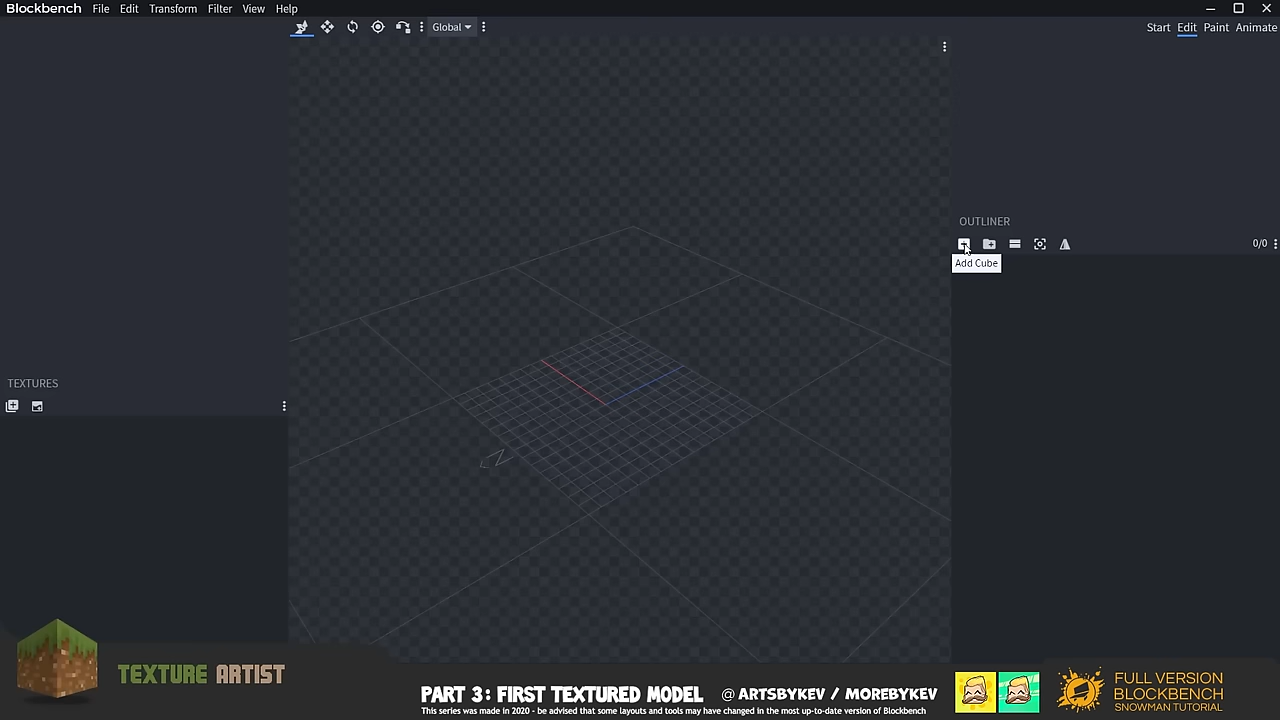 Blockbench File Edit Transform Filter View Help
Global
Start Edit Paint Animate
OUTLINER
0/0
Add Cube
TEXTURES
N
TEXTURE ARTIST
PART 3: FIRST TEXTURED MODEL
@ARTSBYKEV / MOREBYKEV
This series was made in 2020 - be advised that some layouts and tools may have changed in the most up-to-date version of Blockbench
FULL VERSION
BLOCKBENCH
SNOWMAN TUTORIAL